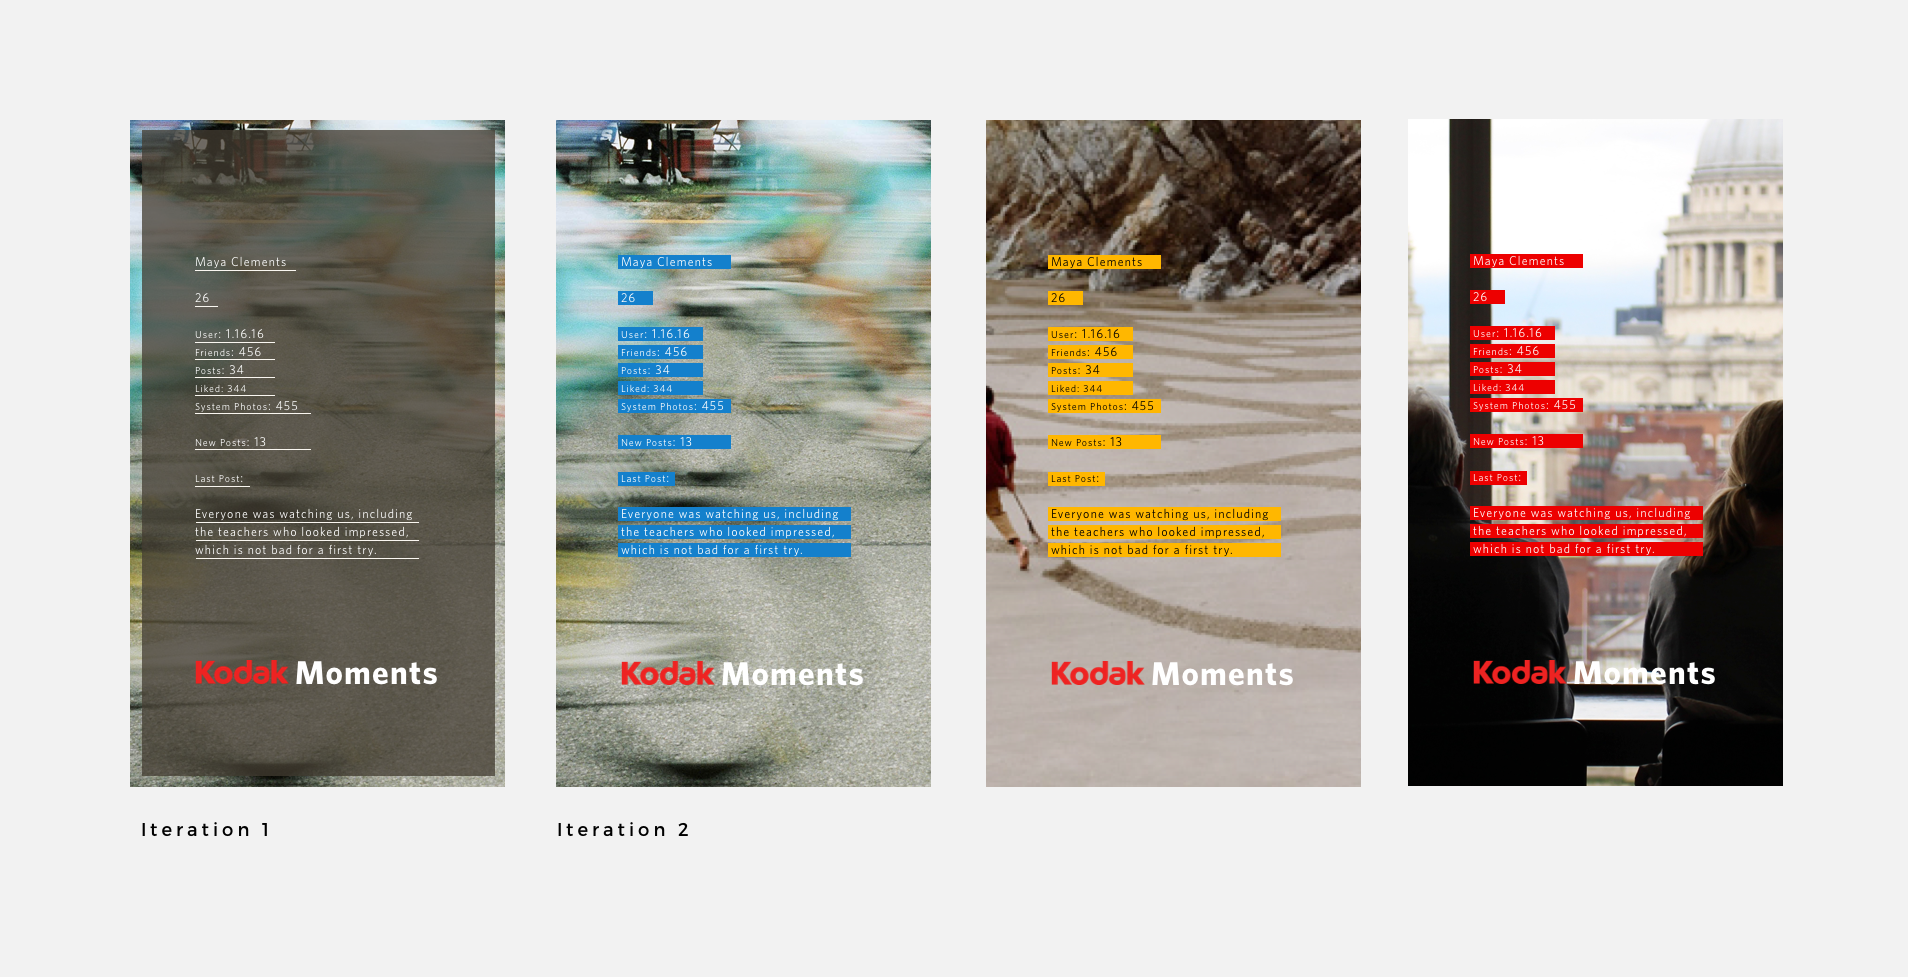 Maya Clements
26
User: 1.16.16
Friends: 456
Posts: 34
Liked: 344
System Photos: 455
New Posts: 13
Last Post:
Everyone was watching us, including
the teachers who looked impressed,
which is not bad for a first try.
Kodak Moments
Iteration 1
Maya Clements
26
User: 1.16.16
Friends: 456
Posts: 34
Liked: 344
System Photos: 455
New Posts: 13
Last Post:
Everyone was watching us, including
the teachers who looked impressed,
which is not bad for a first try.
Kodak Moments
Iteration 2
Maya Clements
26
User: 1.16.16
Friends: 456
Posts: 34
Liked: 344
System Photos: 455
New Posts: 13
Last Post:
Everyone was watching us, including
the teachers who looked impressed,
which is not bad for a first try.
Kodak Moments
Maya Clements
26
User: 1.16.16
Friends: 456
Posts: 34
Liked: 344
System Photos: 455
New Posts: 13
Last Post:
Everyone was watching us, including
the teachers who looked impressed,
which is not bad for a first try.
Kodak Moments